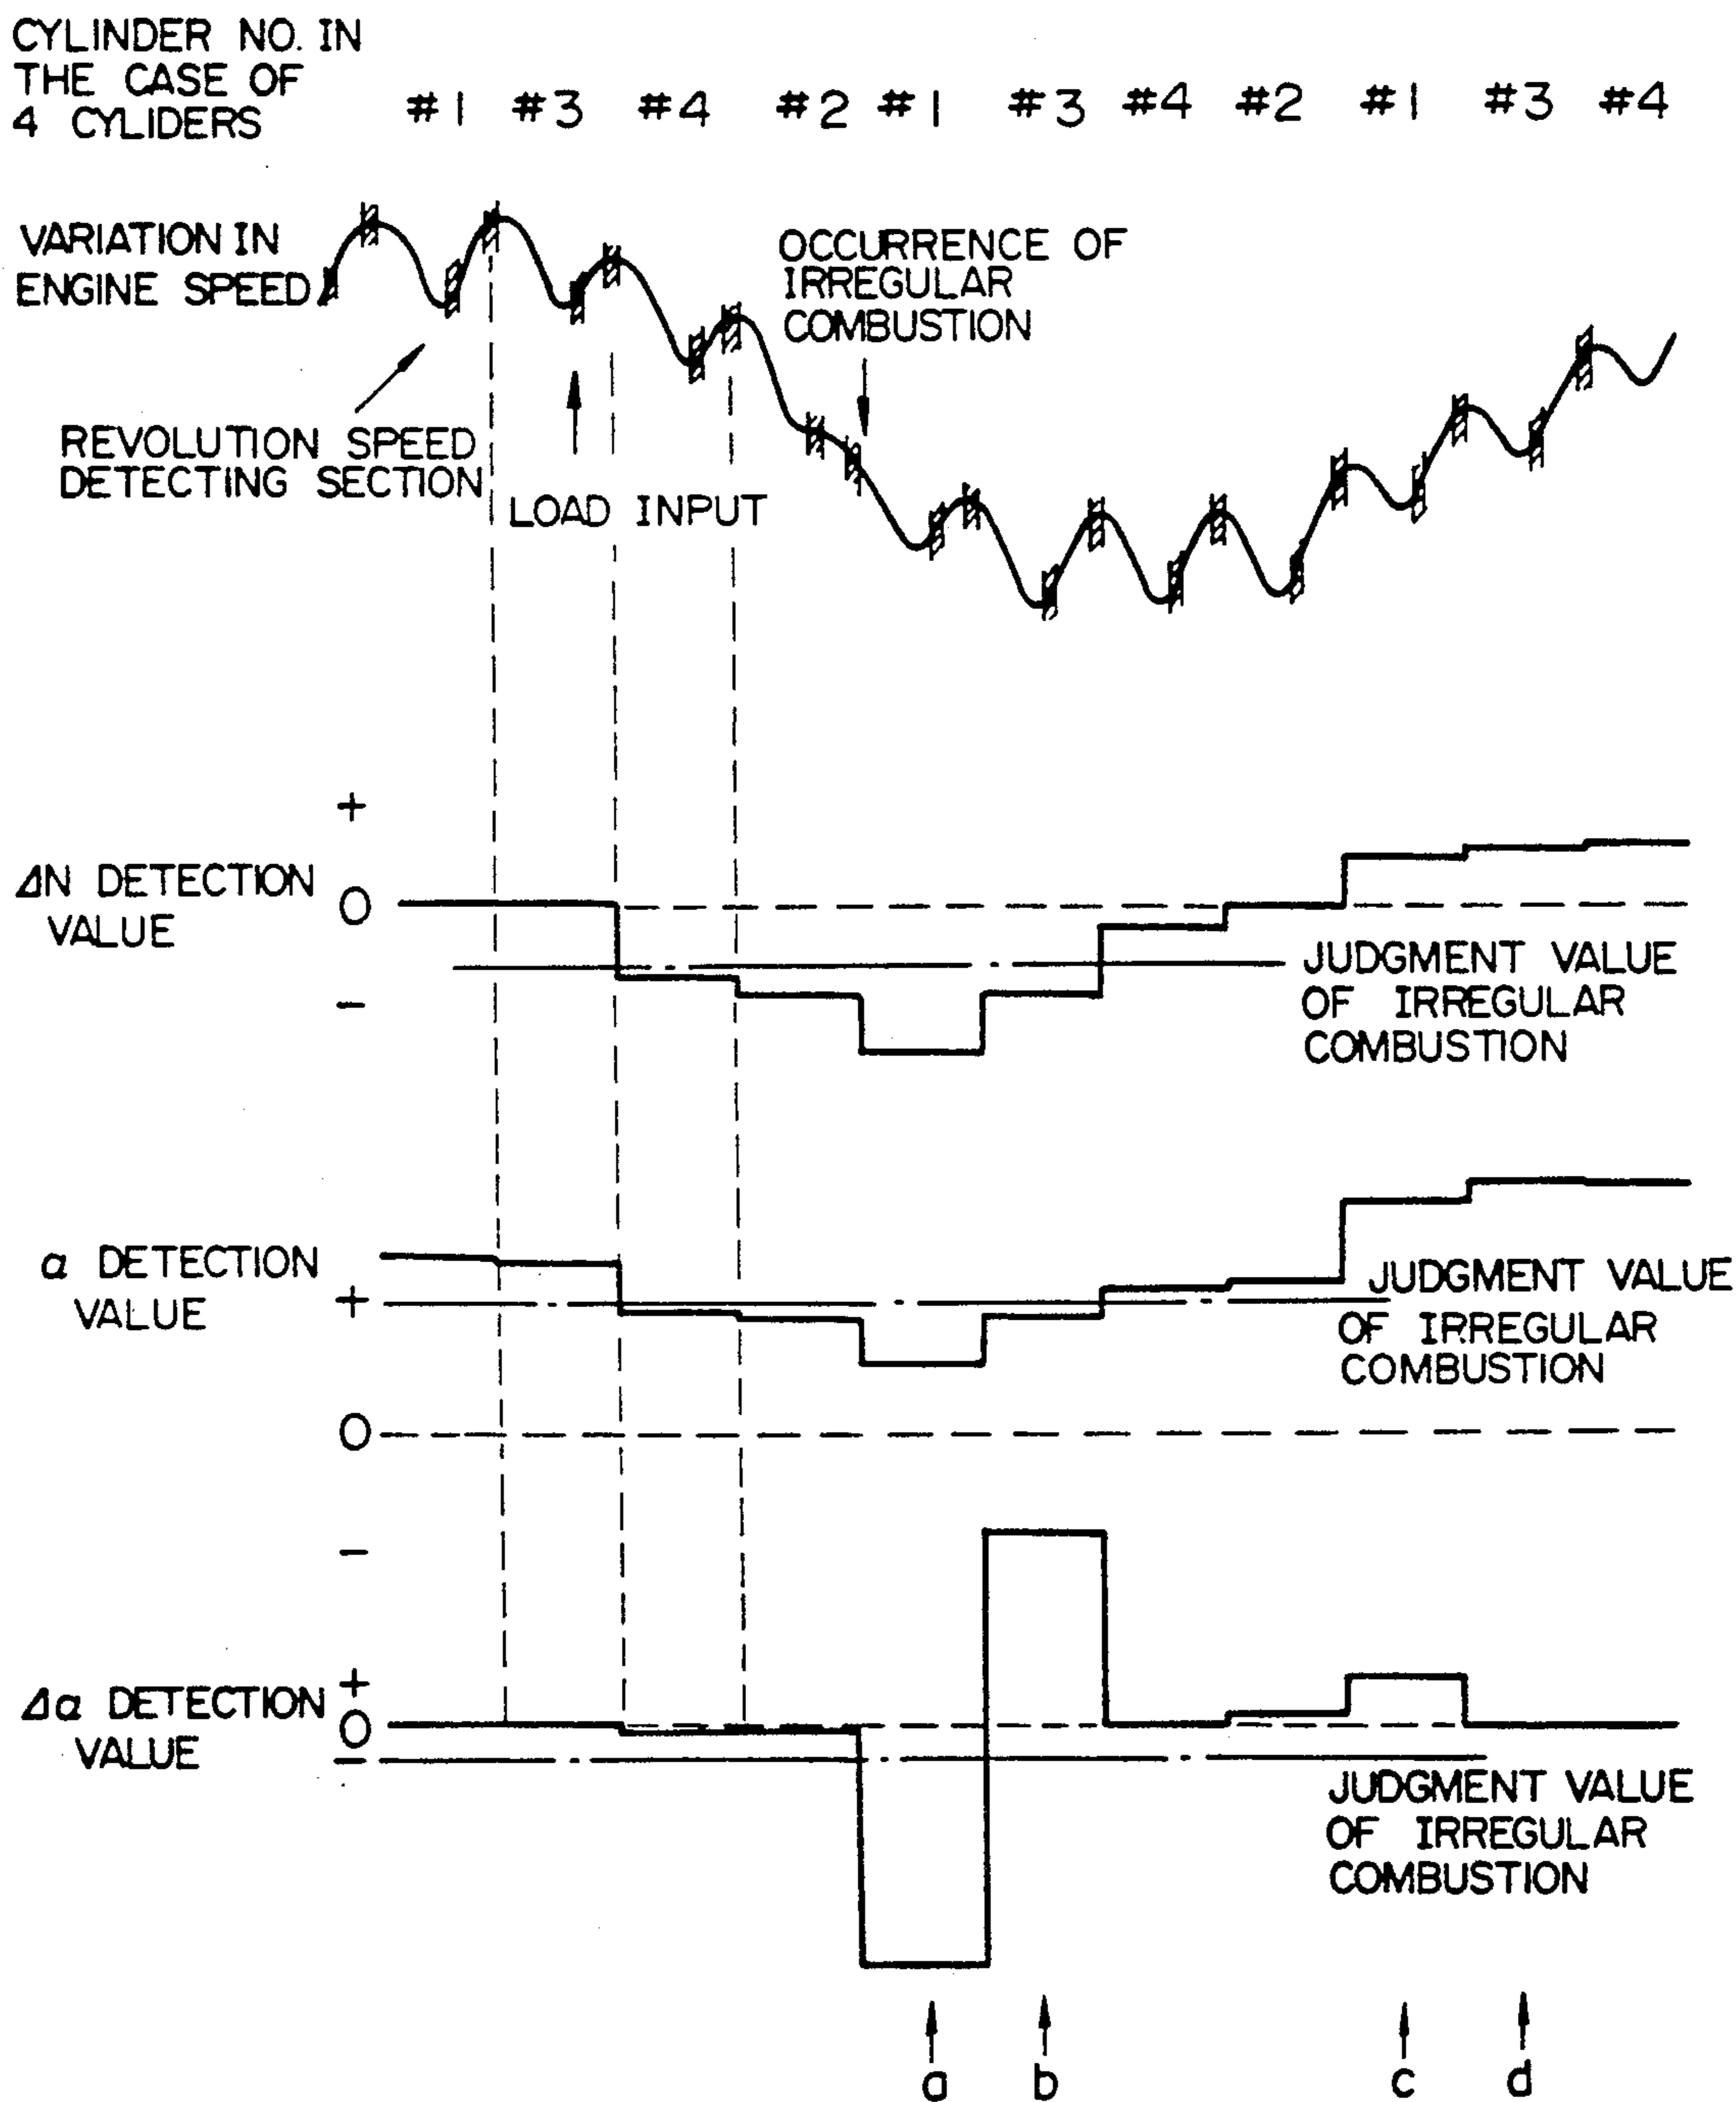 CYLINDER NO. IN
THE CASE OF
4 CYLIDERS
#1 #3 #4 #2 #1 #3 #4 #2 #1 #3 #4
VARIATION IN
ENGINE SPEED
OCCURRENCE OF
IRREGULAR
COMBUSTION
REVOLUTION SPEED
DETECTING SECTION
LOAD INPUT
+
ΔN DETECTION
VALUE
0
−
JUDGMENT VALUE
OF IRREGULAR
COMBUSTION
α DETECTION
VALUE
+
JUDGMENT VALUE
OF IRREGULAR
COMBUSTION
0
−
+
Δα DETECTION
VALUE
0
−
JUDGMENT VALUE
OF IRREGULAR
COMBUSTION
a b c d